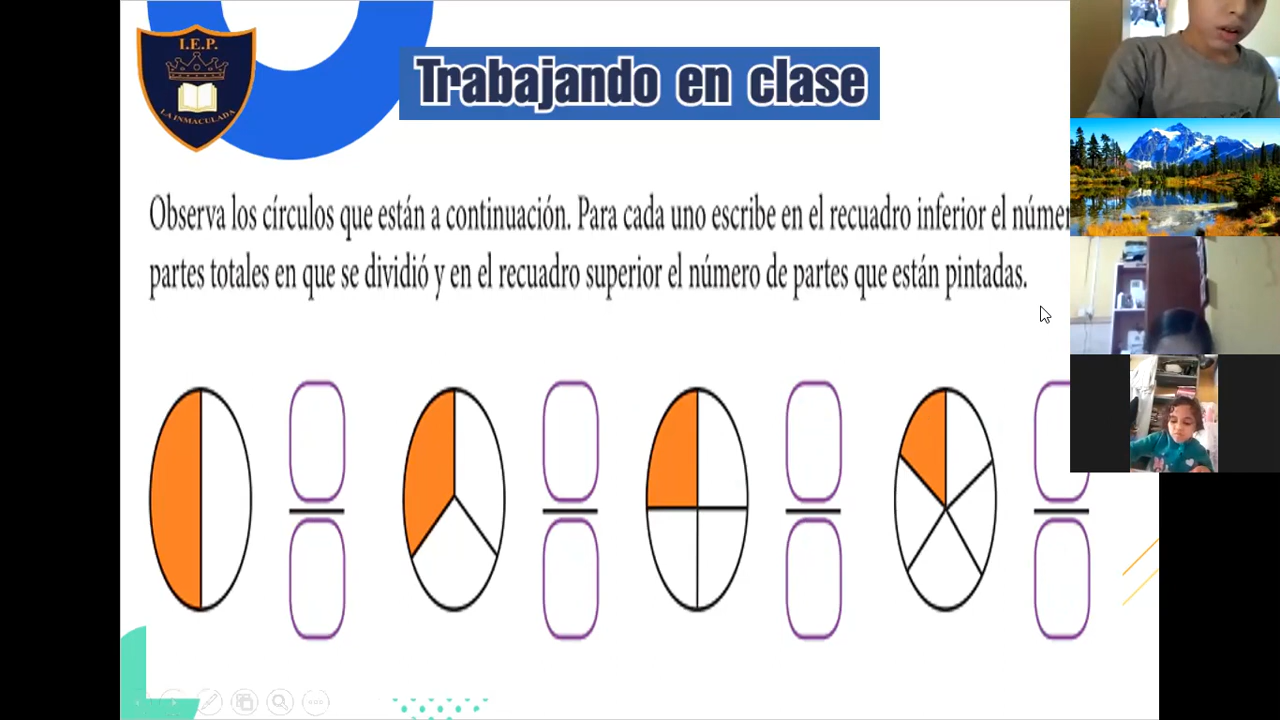 I.E.P.
LA INMACULADA
Trabajando en clase
Observa los círculos que están a continuación. Para cada uno escribe en el recuadro inferior el
partes totales en que se dividió y en el recuadro superior el número de partes que están pintadas.